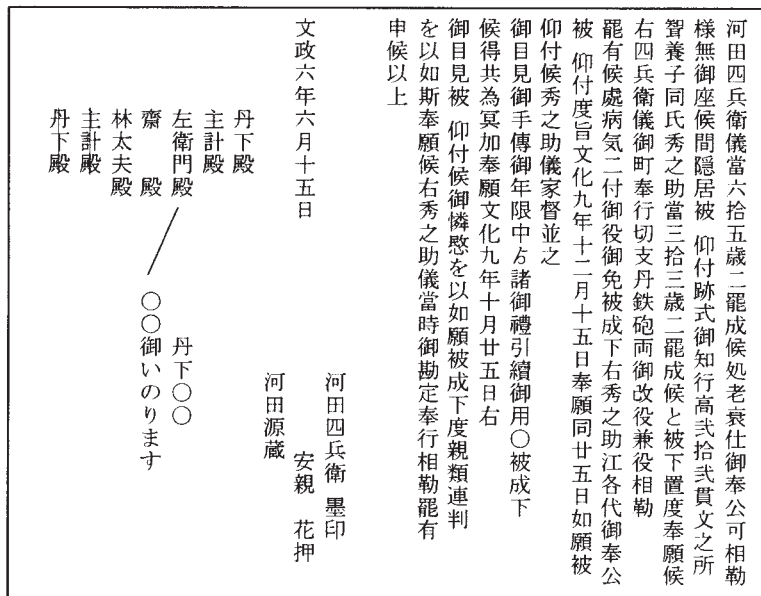 河田四兵衛儀當六拾五歳二罷成候処老衰仕御奉公可相勤
様無御座候間隠居被 仰付跡式御知行高弐拾弐貫文之所
聟養子同氏秀之助當三拾三歳二罷成候と被下置度奉願候
右四兵衛儀御町奉行切支丹鉄砲両御改役兼役相勤
罷有候處病気二付御役御免被成下右秀之助江各代御奉公
被 仰付度旨文化九年十二月十五日奉願同廿五日如願被
仰付候秀之助儀家督並之
御目見御手傳御年限中ゟ諸御禮引續御用〇被成下
候得共為冥加奉願文化九年十月廿五日右
御目見被 仰付候御憐愍を以如願被成下度親類連判
を以如斯奉願候右秀之助儀當時御勘定奉行相勤罷有
申候以上
河田四兵衛 墨印
安親 花押
河田源蔵
文政六年六月十五日
丹下殿
主計殿
左衛門殿
齋 殿
林太夫殿
主計殿
丹下殿
丹下〇〇
〇〇御いのります